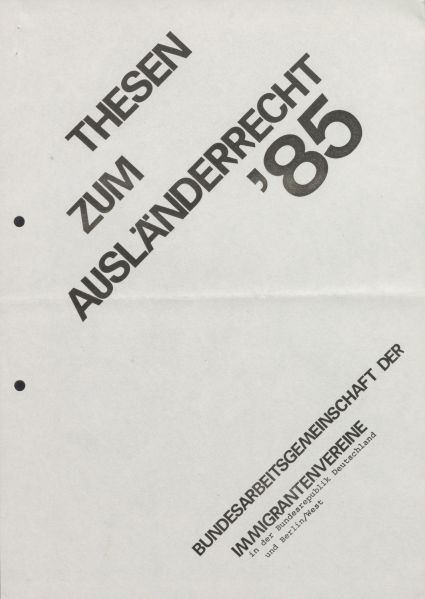 THESEN
ZUM
AUSLÄNDERRECHT
'85
BUNDESARBEITSGEMEINSCHAFT DER
IMMIGRANTENVEREINE
in der Bundesrepublik Deutschland
und Berlin/West